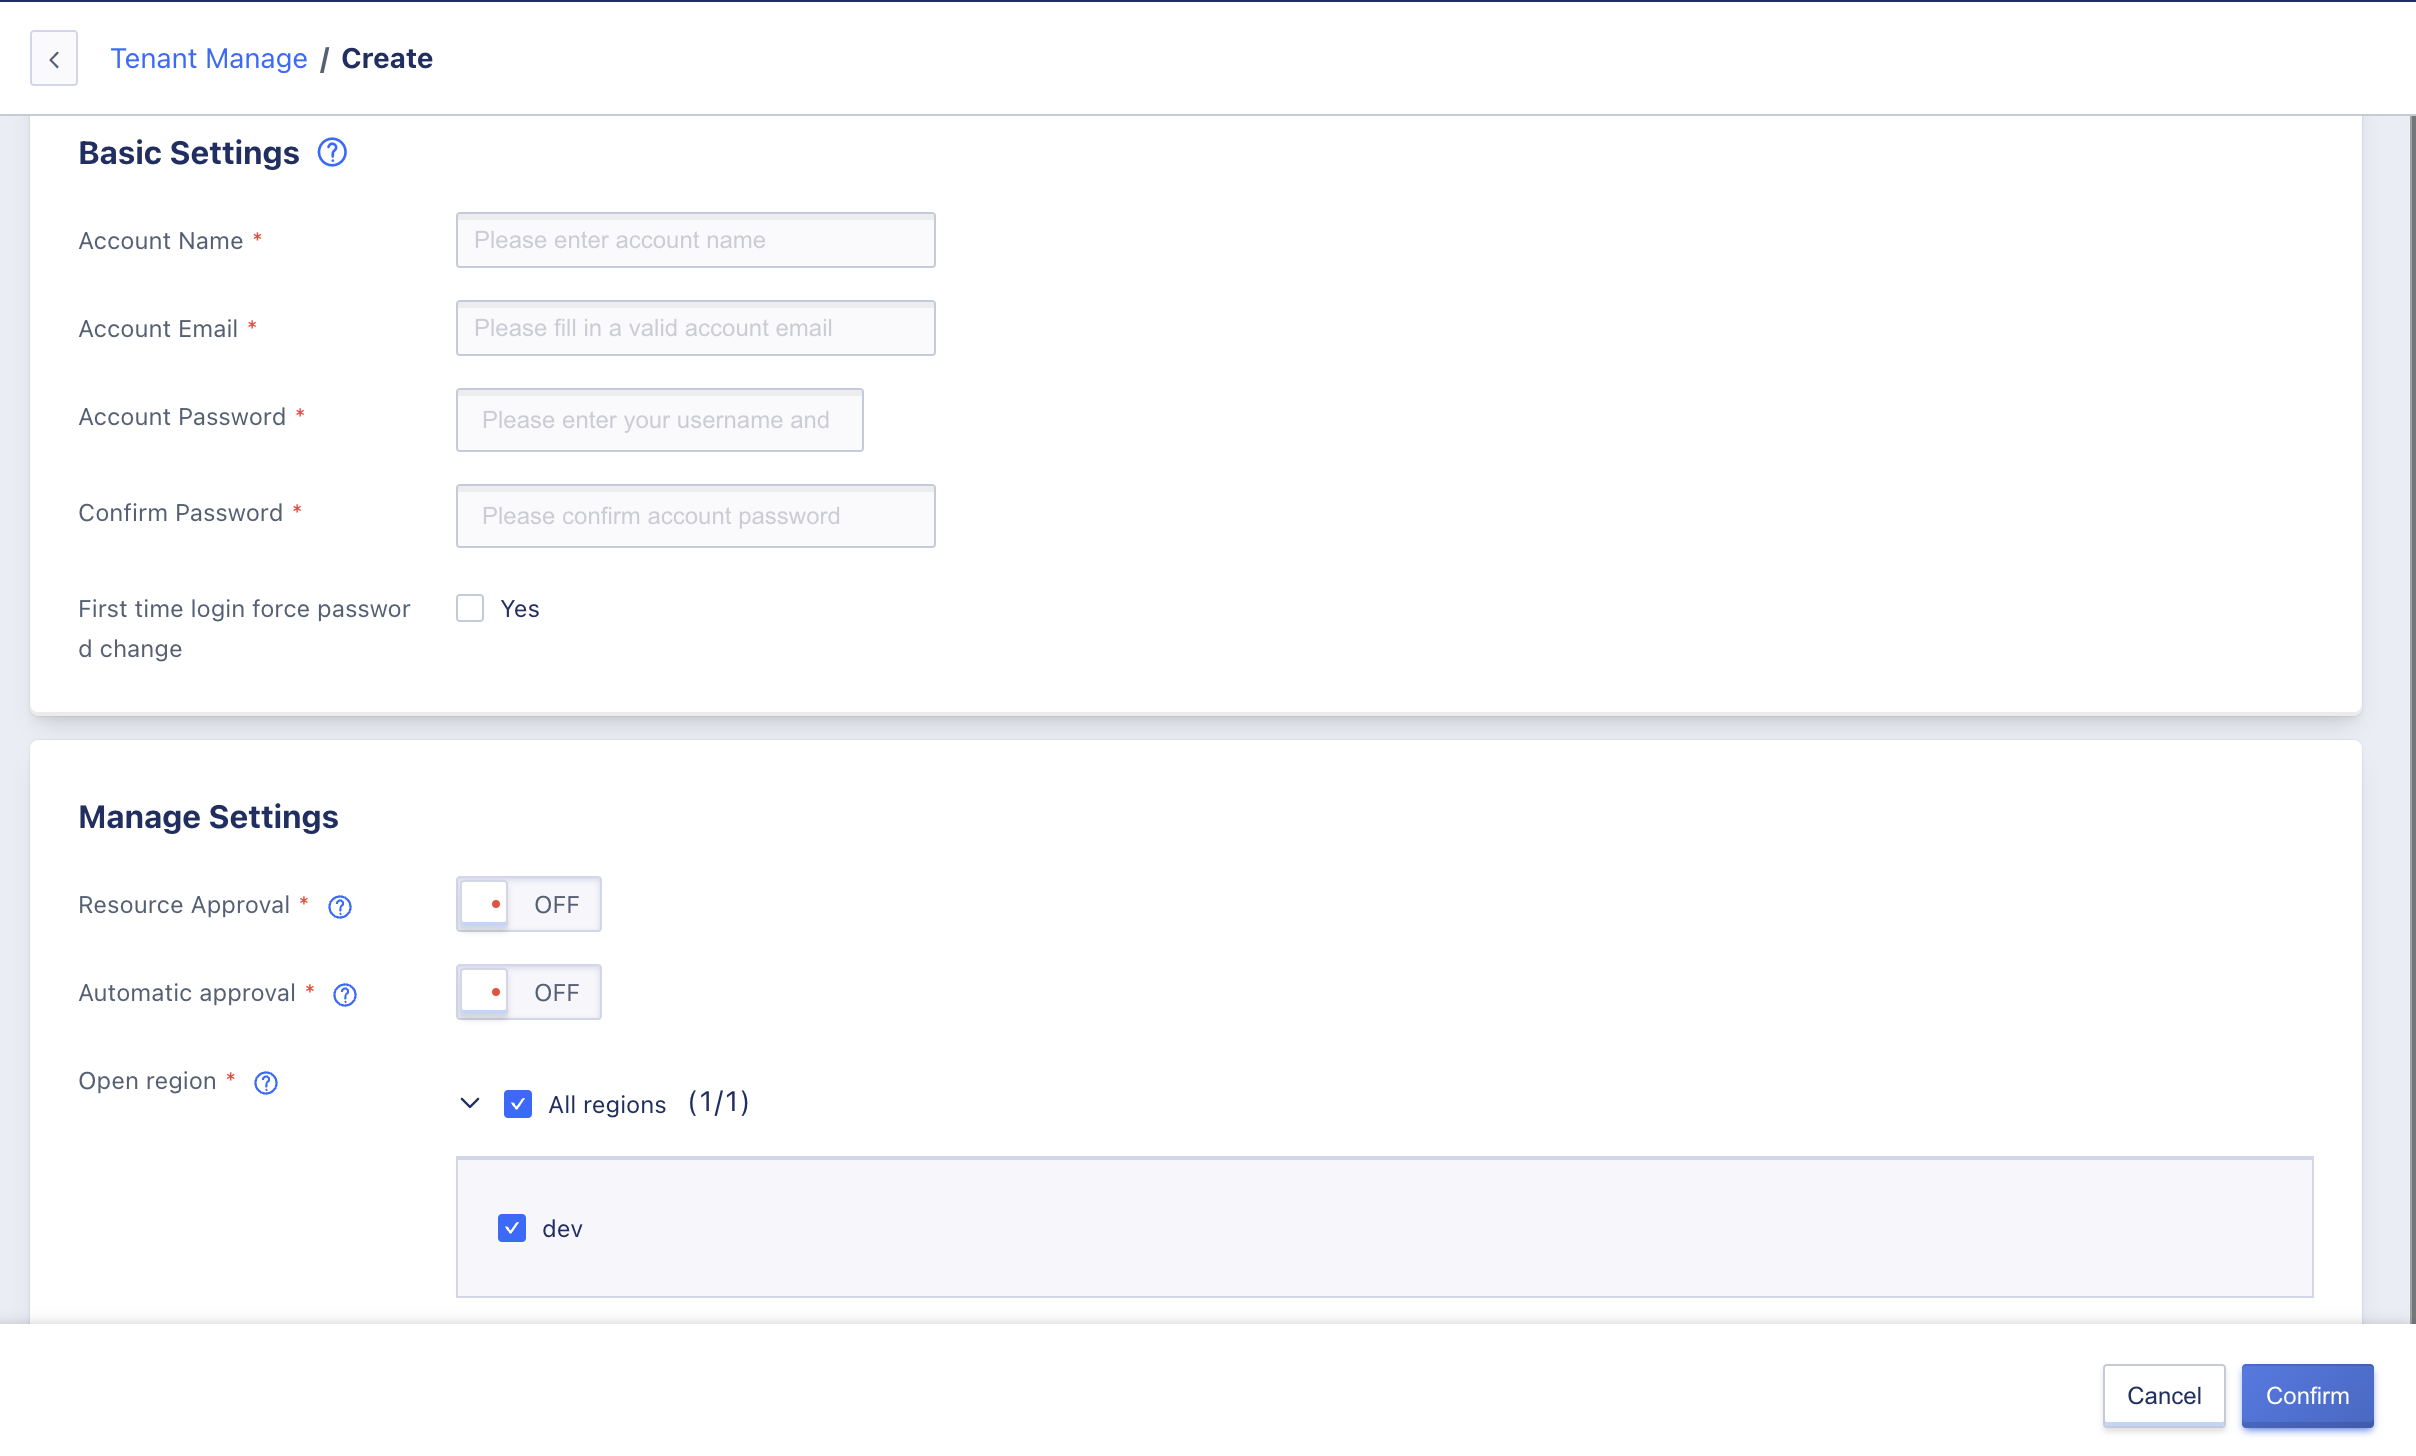 Tenant Manage / Create
Basic Settings
Account Name *
Please enter account name
Account Email *
Please fill in a valid account email
Account Password *
Please enter your username and
Confirm Password *
Please confirm account password
First time login force passwor
d change
Yes
Manage Settings
Resource Approval *
OFF
Automatic approval *
OFF
Open region *
All regions (1/1)
dev
Cancel
Confirm